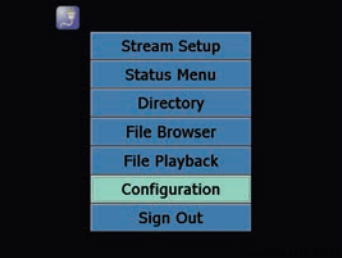 Stream Setup
Status Menu
Directory
File Browser
File Playback
Configuration
Sign Out